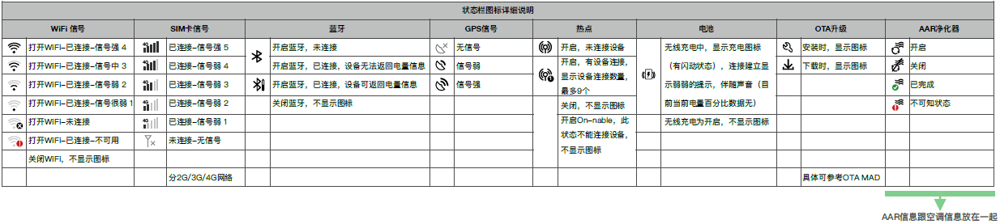 状态栏图标详细说明
WiFi 信号
SIM卡信号
蓝牙
GPS信号
热点
电池
OTA升级
AAR净化器
打开WIFI-已连接-信号强 4
打开WIFI-已连接-信号中 3
打开WIFI-已连接-信号弱 2
打开WIFI-已连接-信号很弱 1
打开WIFI-未连接
打开WIFI-已连接-不可用
关闭WIFI，不显示图标
4G
已连接-信号强 5
4G
已连接-信号弱 4
4G
已连接-信号弱 3
4G
已连接-信号弱 2
4G
已连接-信号弱 1
未连接-无信号
分2G/3G/4G网络
开启蓝牙，未连接
开启蓝牙，已连接，设备无法返回电量信息
开启蓝牙，已连接，设备可返回电量信息
关闭蓝牙，不显示图标
无信号
信号弱
信号强
开启，未连接设备
1
开启，有设备连接，
显示设备连接数量，
最多9个
关闭，不显示图标
开启On-nable，此
状态不能连接设备，
不显示图标
无线充电中，显示充电图标
（有闪动状态），连接建立显
示弱弱的提示，伴随声音（目
前当前电量百分比数据无）
无线充电为开启，不显示图标
安装时，显示图标
下载时，显示图标
具体可参考OTA MAD
开启
关闭
已完成
不可知状态
AAR信息跟空调信息放在一起